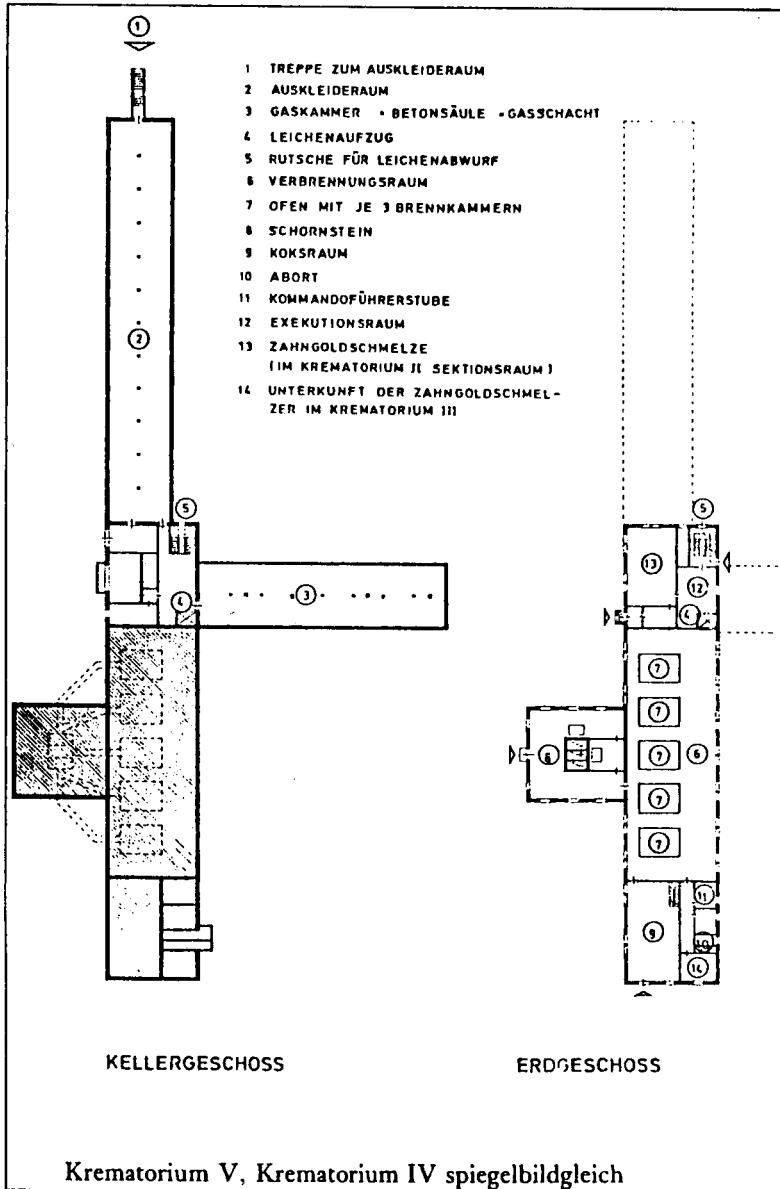 1
1 TREPPE ZUM AUSKLEIDERAUM
2 AUSKLEIDERAUM
3 GASKAMMER • BETONSÄULE • GASSCHACHT
4 LEICHENAUFZUG
5 RUTSCHE FÜR LEICHENABWURF
6 VERBRENNUNGSRAUM
7 OFEN MIT JE 3 BRENNKAMMERN
8 SCHORNSTEIN
9 KOKSRAUM
10 ABORT
11 KOMMANDOFÜHRERSTUBE
12 EXEKUTIONSRAUM
13 ZAHNGOLDSCHMELZE
(IM KREMATORIUM II SEKTIONSRAUM)
14 UNTERKUNFT DER ZAHNGOLDSCHMEL-
ZER IM KREMATORIUM III
2
5
3
4
5
13
12
4
7
7
8
7
6
7
7
11
9
10
14
KELLERGESCHOSS
ERDGESCHOSS
Krematorium V, Krematorium IV spiegelbildgleich